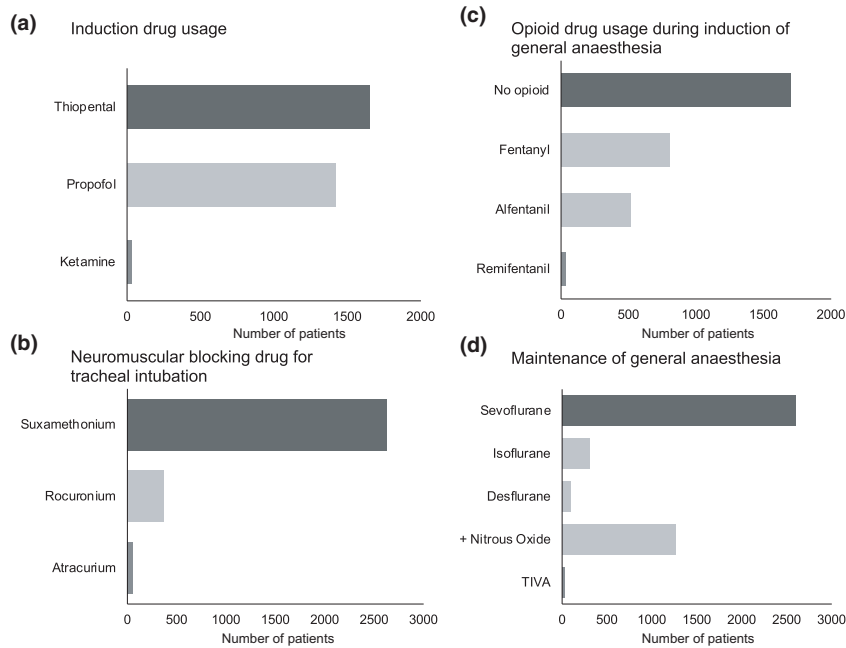 (a)
Induction drug usage
Thiopental
Propofol
Ketamine
0 500 1000 1500 2000
Number of patients
(b)
Neuromuscular blocking drug for
tracheal intubation
Suxamethonium
Rocuronium
Atracurium
0 500 1000 1500 2000 2500 3000
Number of patients
(c)
Opioid drug usage during induction of
general anaesthesia
No opioid
Fentanyl
Alfentanil
Remifentanil
0 500 1000 1500 2000
Number of patients
(d)
Maintenance of general anaesthesia
Sevoflurane
Isoflurane
Desflurane
+ Nitrous Oxide
TIVA
0 500 1000 1500 2000 2500 3000
Number of patients